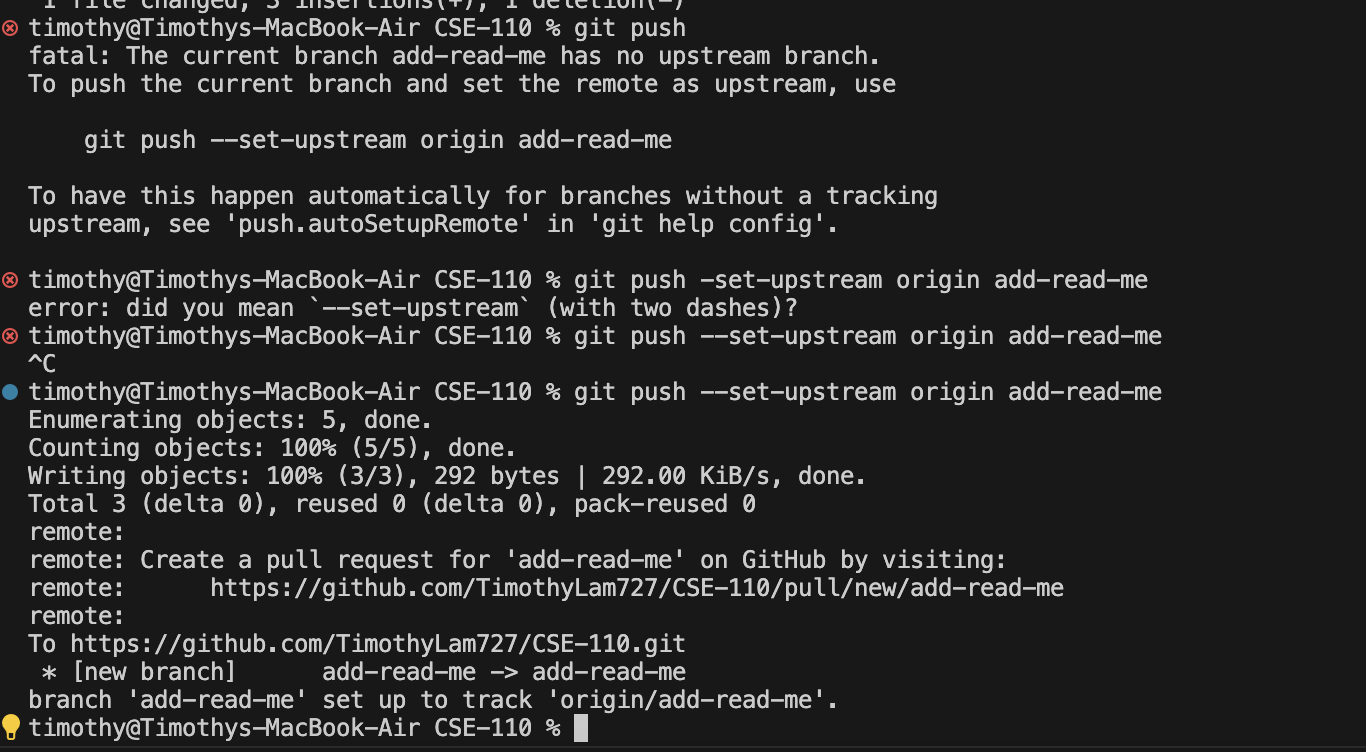 1 file changed, 3 insertions(+), 1 deletion(-)
timothy@Timothys-MacBook-Air CSE-110 % git push
fatal: The current branch add-read-me has no upstream branch.
To push the current branch and set the remote as upstream, use
git push --set-upstream origin add-read-me
To have this happen automatically for branches without a tracking
upstream, see 'push.autoSetupRemote' in 'git help config'.
timothy@Timothys-MacBook-Air CSE-110 % git push -set-upstream origin add-read-me
error: did you mean `--set-upstream` (with two dashes)?
timothy@Timothys-MacBook-Air CSE-110 % git push --set-upstream origin add-read-me
^C
timothy@Timothys-MacBook-Air CSE-110 % git push --set-upstream origin add-read-me
Enumerating objects: 5, done.
Counting objects: 100% (5/5), done.
Writing objects: 100% (3/3), 292 bytes | 292.00 KiB/s, done.
Total 3 (delta 0), reused 0 (delta 0), pack-reused 0
remote:
remote: Create a pull request for 'add-read-me' on GitHub by visiting:
remote:      https://github.com/TimothyLam727/CSE-110/pull/new/add-read-me
remote:
To https://github.com/TimothyLam727/CSE-110.git
* [new branch]      add-read-me -> add-read-me
branch 'add-read-me' set up to track 'origin/add-read-me'.
timothy@Timothys-MacBook-Air CSE-110 %